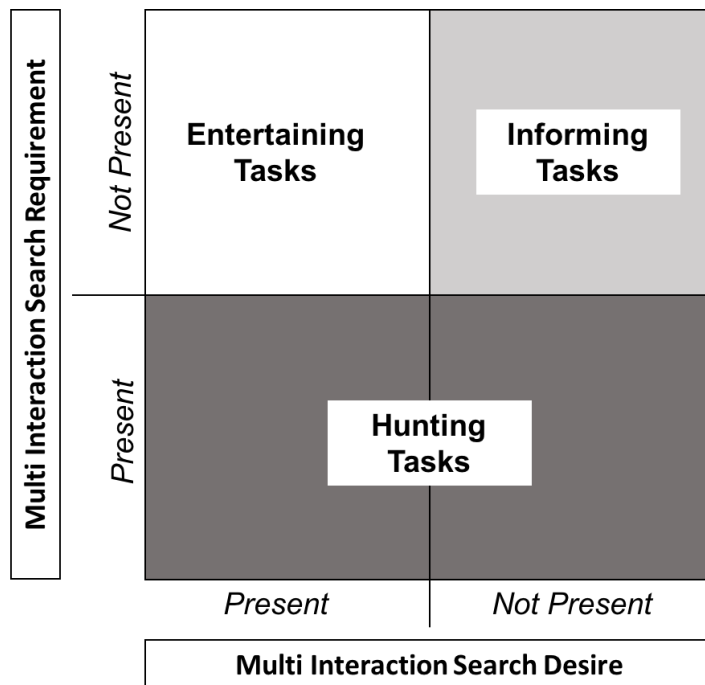 Multi Interaction Search Requirement
Not Present
Present
Entertaining
Tasks
Informing
Tasks
Hunting
Tasks
Present
Not Present
Multi Interaction Search Desire